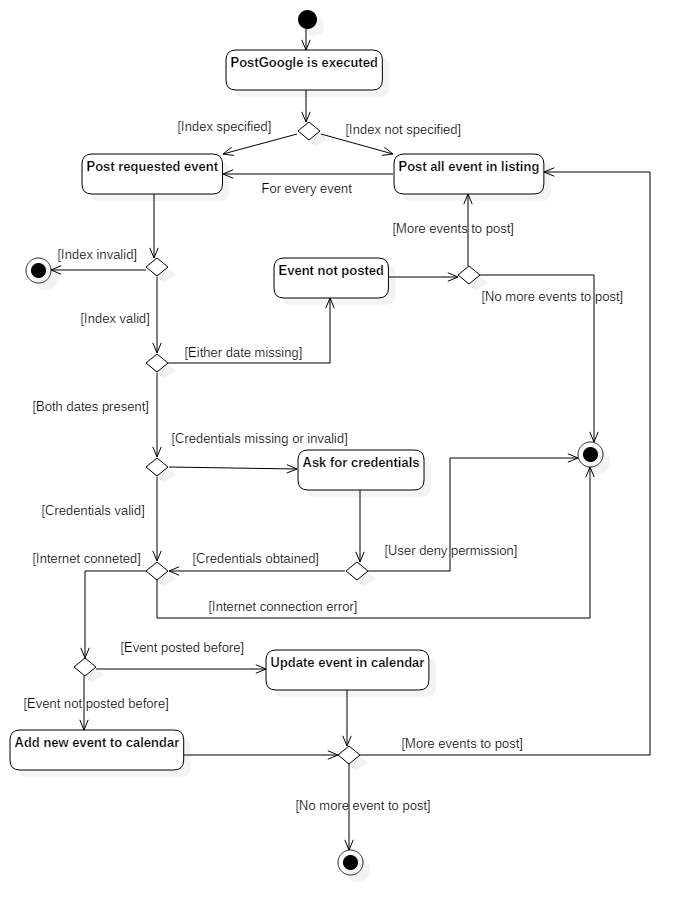 PostGoogle is executed
[Index specified]
[Index not specified]
Post requested event
Post all event in listing
For every event
[More events to post]
[Index invalid]
Event not posted
[No more events to post]
[Index valid]
[Either date missing]
[Both dates present]
[Credentials missing or invalid]
Ask for credentials
[Credentials valid]
[Internet conneted]
[Credentials obtained]
[User deny permission]
[Internet connection error]
[Event posted before]
Update event in calendar
[Event not posted before]
Add new event to calendar
[More events to post]
[No more event to post]